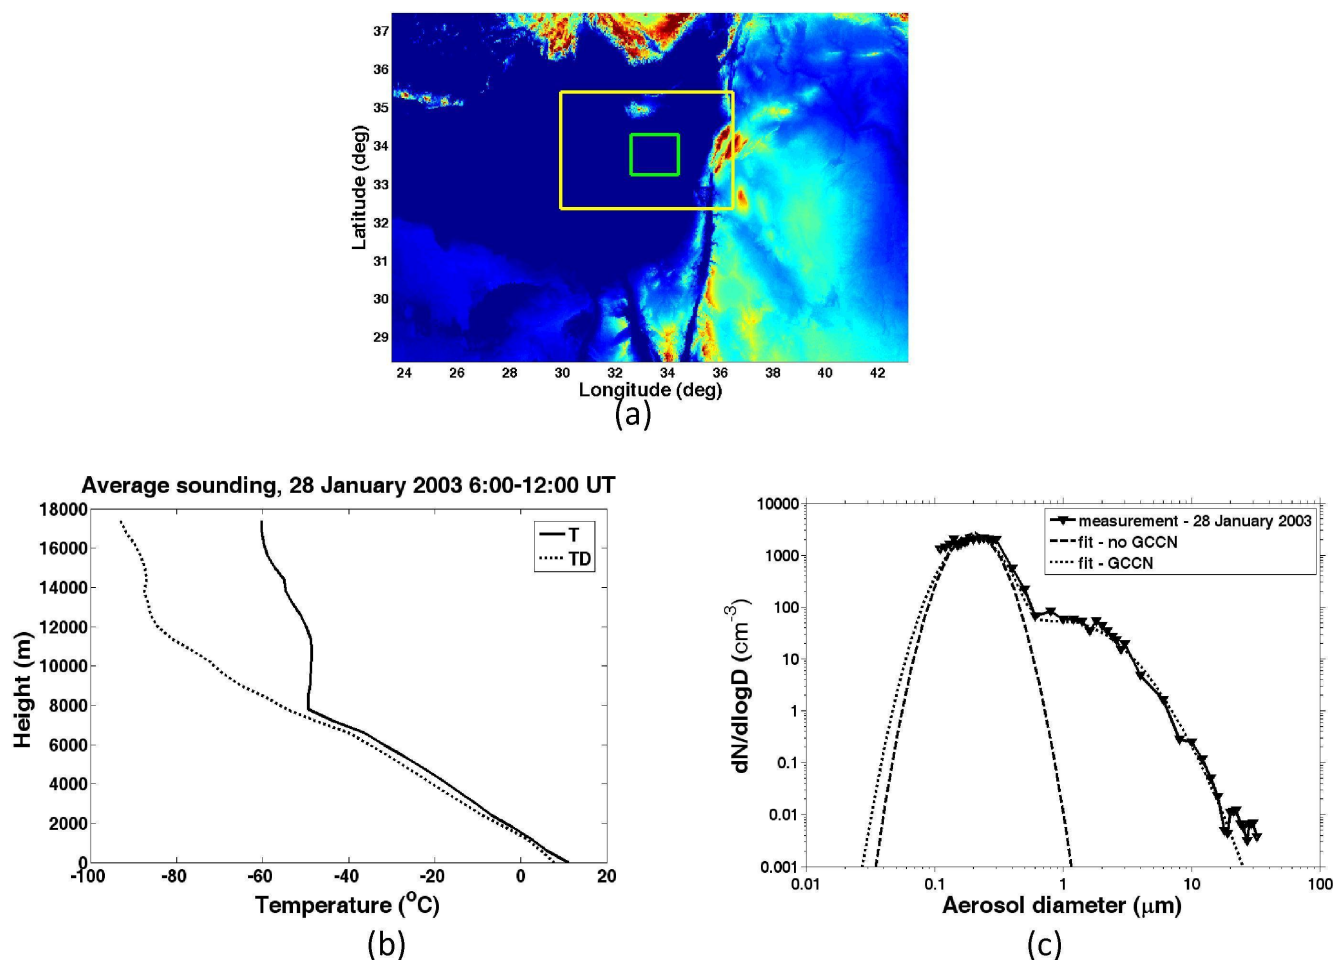 37
36
35
34
33
32
31
30
29
Latitude (deg)
24 26 28 30 32 34 36 38 40 42
Longitude (deg)
(a)
Average sounding, 28 January 2003 6:00-12:00 UT
18000
16000
14000
12000
10000
8000
6000
4000
2000
0
Height (m)
T
TD
-100 -80 -60 -40 -20 0 20
Temperature (°C)
(b)
10000
1000
100
10
1
0.1
0.01
0.001
dN/dlogD (cm⁻³)
measurement - 28 January 2003
fit - no GCCN
fit - GCCN
0.01 0.1 1 10 100
Aerosol diameter (μm)
(c)